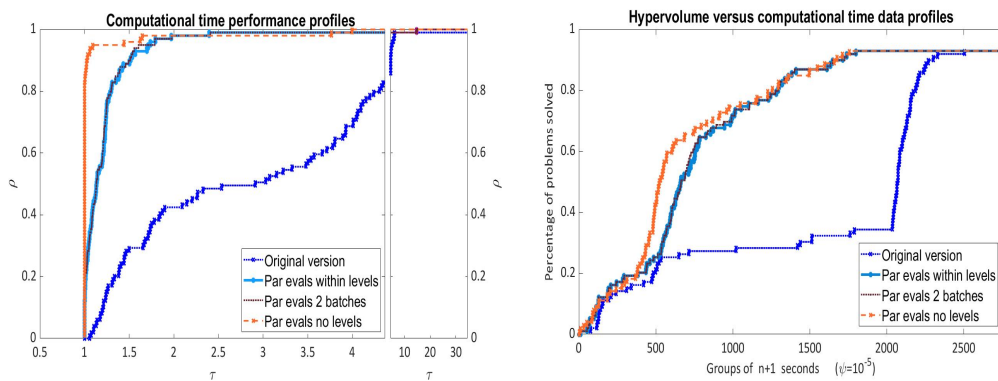 Computational time performance profiles
ρ
1
0.8
0.6
0.4
0.2
0
0.5
1
1.5
2
2.5
3
3.5
4
τ
Original version
Par evals within levels
Par evals 2 batches
Par evals no levels
ρ
1
0.8
0.6
0.4
0.2
0
10
20
30
τ
Hypervolume versus computational time data profiles
Percentage of problems solved
1
0.8
0.6
0.4
0.2
0
0
500
1000
1500
2000
2500
Groups of n+1 seconds (ψ=10⁻⁵)
Original version
Par evals within levels
Par evals 2 batches
Par evals no levels